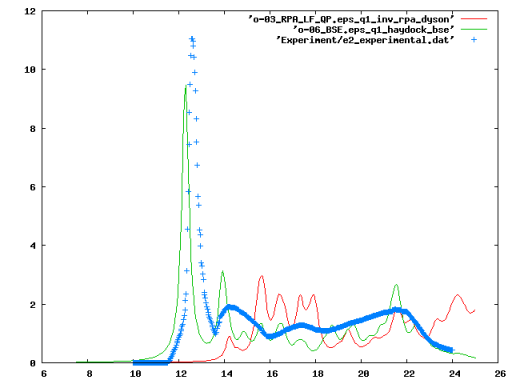 12
'o-03_RPA_LF_QP.eps_q1_inv_rpa_dyson'
'o-06_BSE.eps_q1_haydock_bse'
'Experiment/e2_experimental.dat'
10
8
6
4
2
0
6 8 10 12 14 16 18 20 22 24 26